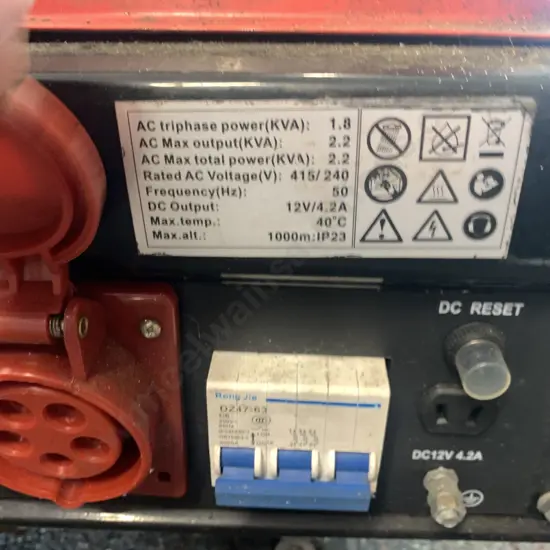 AC triphase power(KVA): 1.8
AC Max output(KVA): 2.2
AC Max total power(KVA): 2.2
Rated AC Voltage(V): 415/240
Frequency(Hz): 50
DC Output: 12V/4.2A
Max.temp.: 40°C
Max.alt.: 1000m:IP23
DC RESET
Hong Jie
DZ47-63
DC12V 4.2A